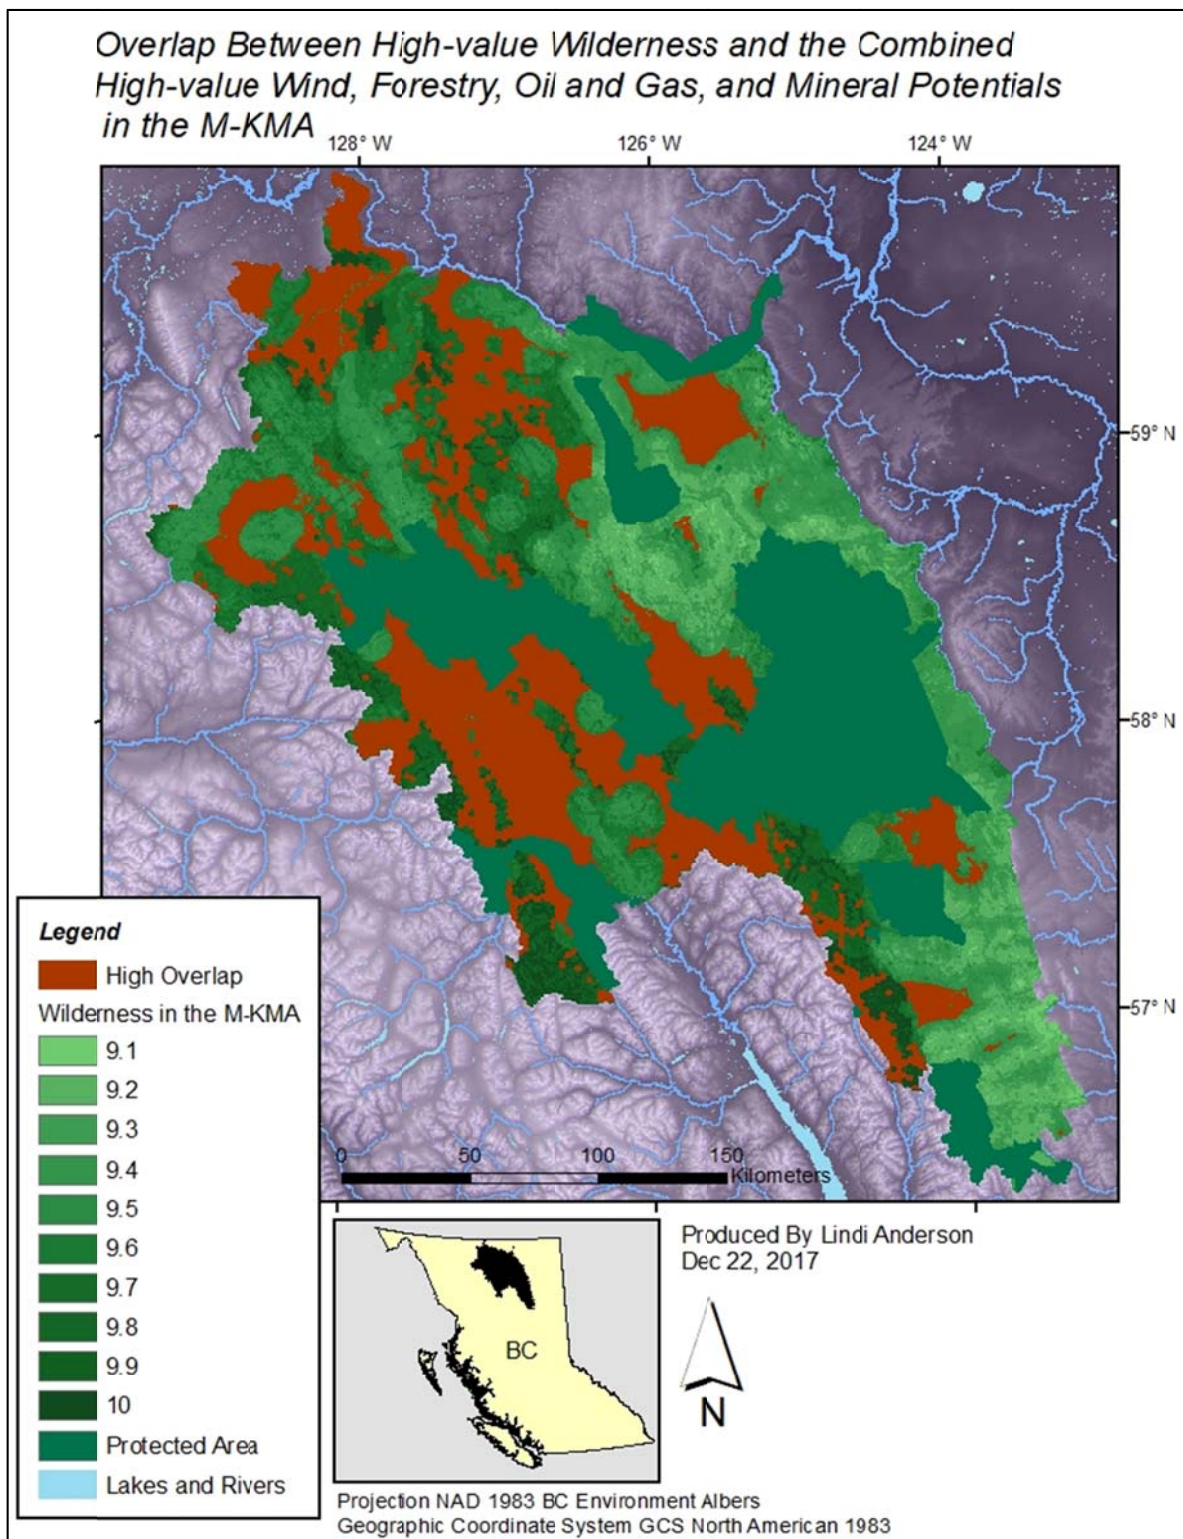 Overlap Between High-value Wilderness and the Combined
High-value Wind, Forestry, Oil and Gas, and Mineral Potentials
in the M-KMA
128° W
126° W
124° W
59° N
58° N
57° N
Legend
High Overlap
Wilderness in the M-KMA
9.1
9.2
9.3
9.4
9.5
9.6
9.7
9.8
9.9
10
Protected Area
Lakes and Rivers
0 50 100 150
Kilometers
BC
Produced By Lindi Anderson
Dec 22, 2017
N
Projection NAD 1983 BC Environment Albers
Geographic Coordinate System GCS North American 1983